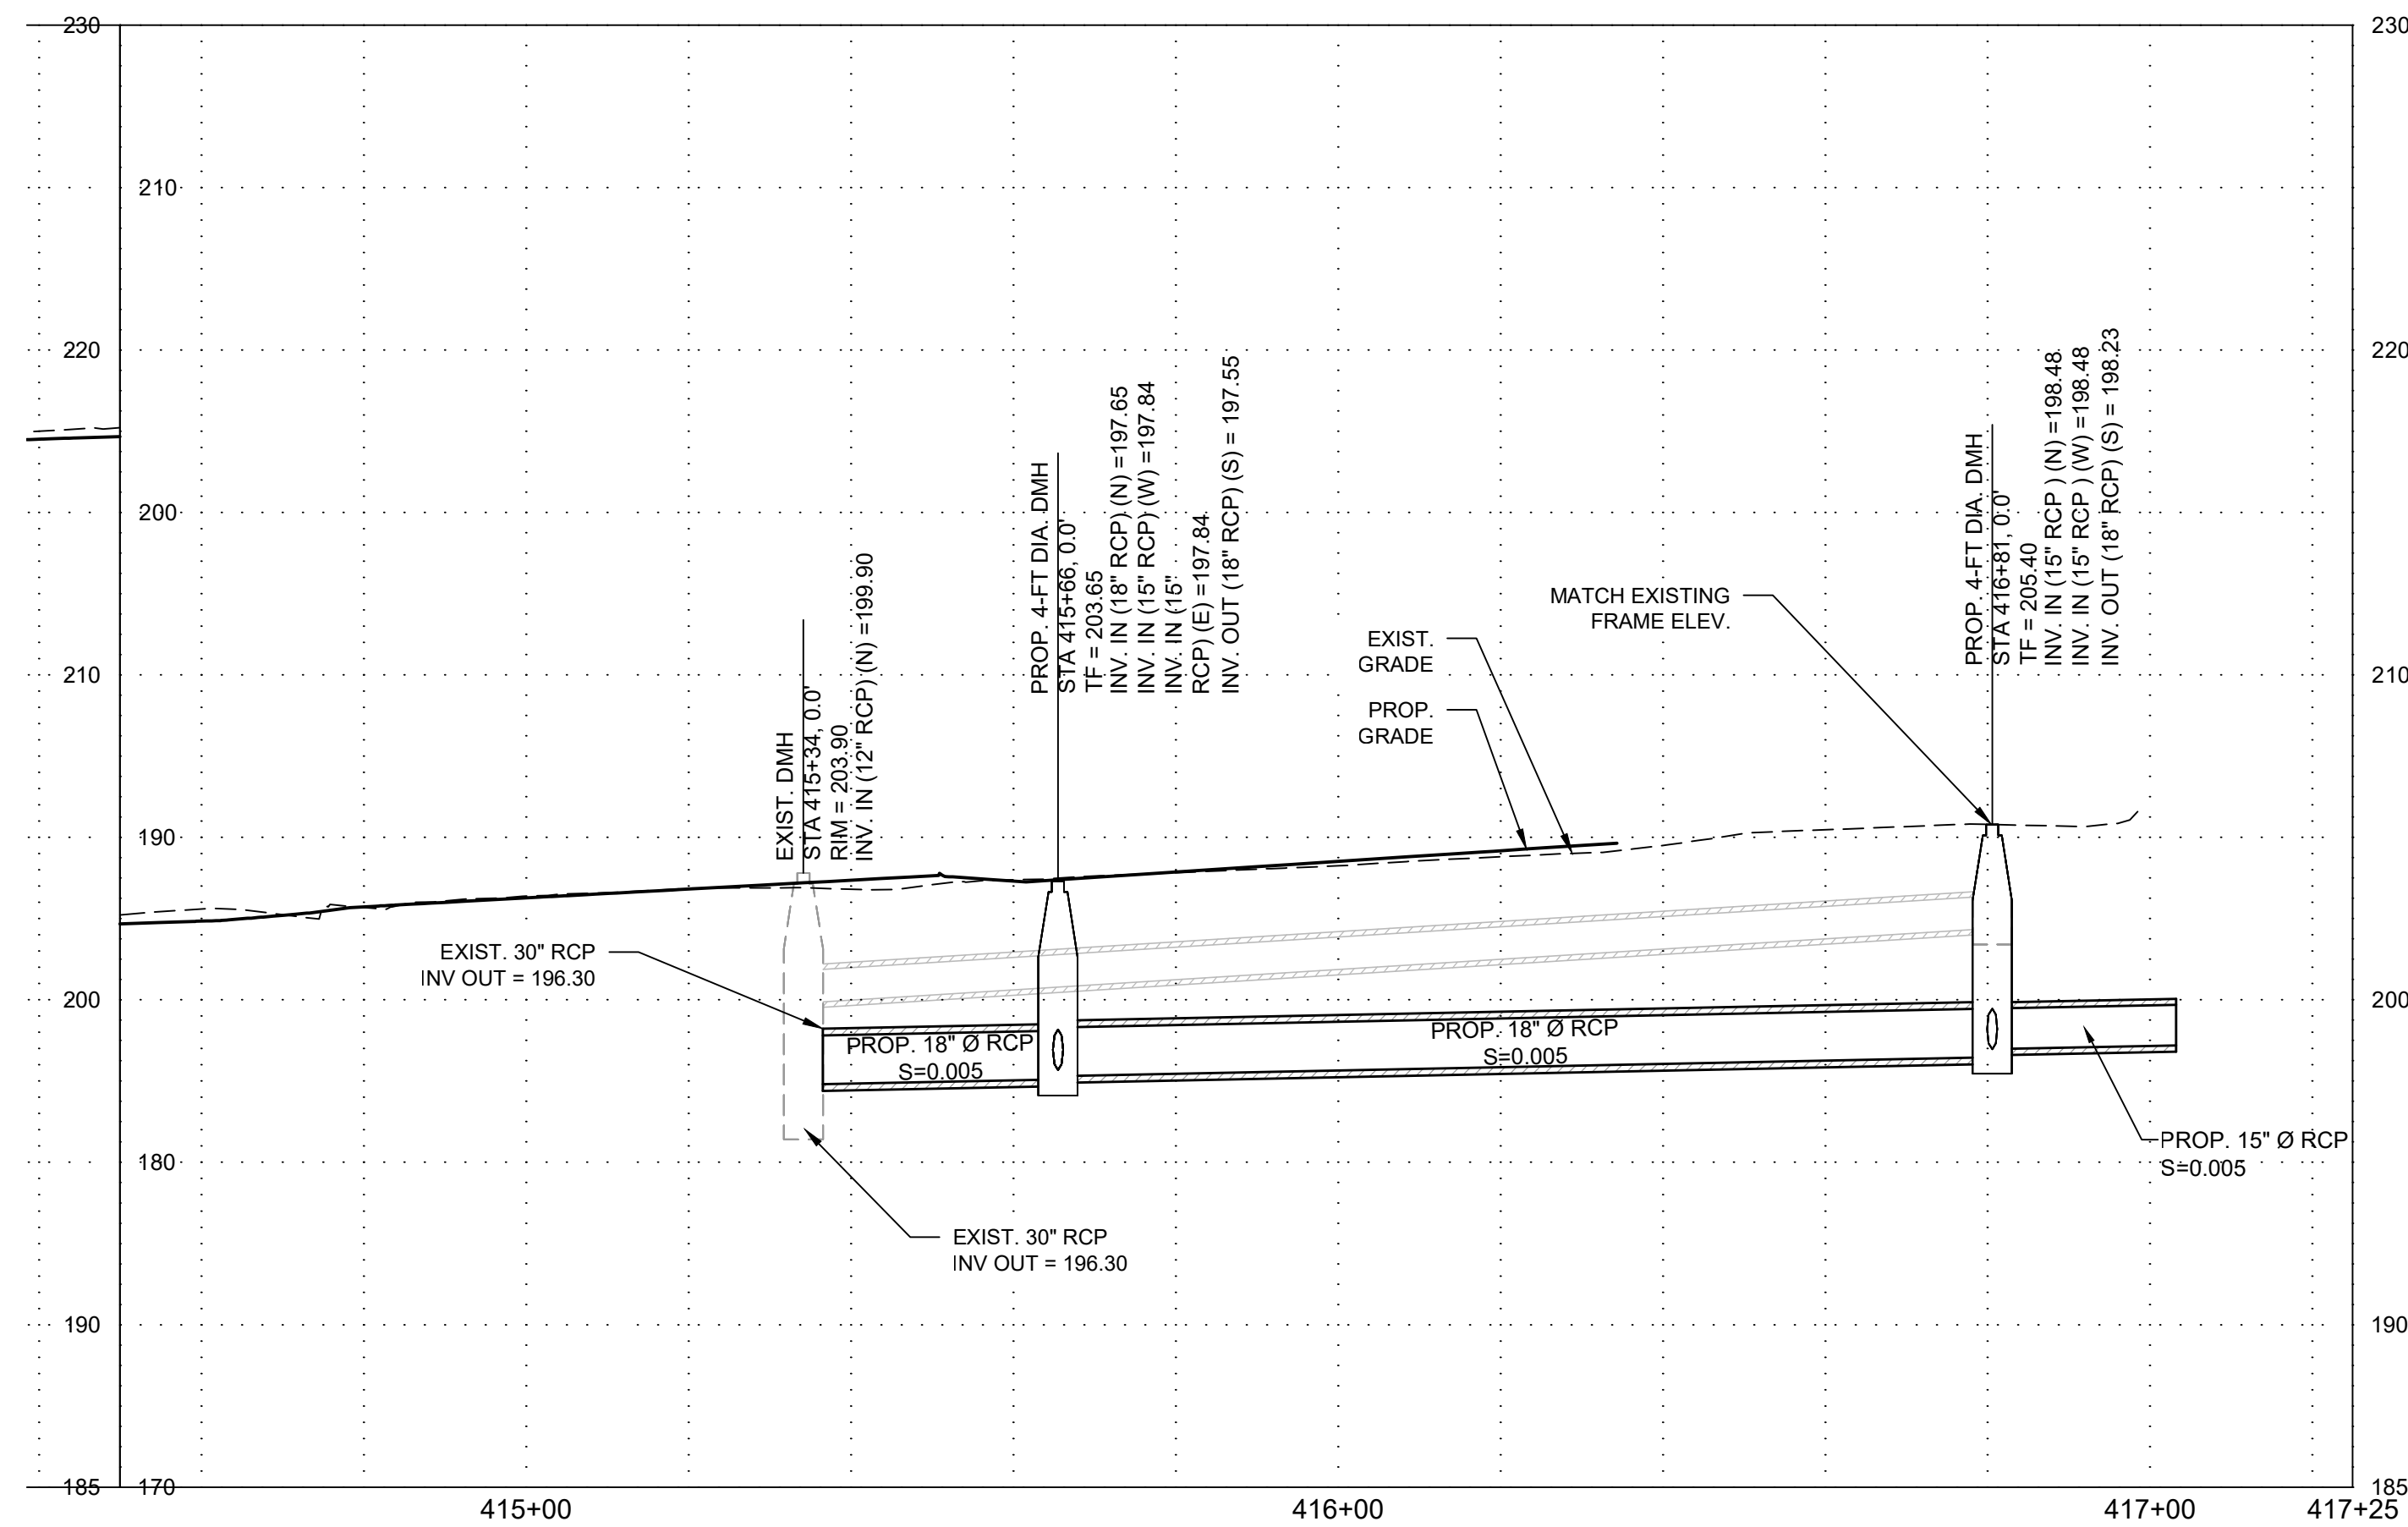 230
230
210
220
220
200
210
210
190
200
200
180
190
190
185
170
185
415+00
416+00
417+00
417+25
EXIST. DMH
STA 415+34, 0.0'
RIM = 203.90
INV. IN (12" RCP) (N) =199.90
PROP. 4-FT DIA. DMH
STA 415+66, 0.0'
TF = 203.65
INV. IN (18" RCP) (N) =197.65
INV. IN (15" RCP) (W) =197.84
INV. IN (15"
RCP) (E) =197.84
INV. OUT (18" RCP) (S) = 197.55
EXIST.
GRADE
PROP.
GRADE
MATCH EXISTING
FRAME ELEV.
PROP. 4-FT DIA. DMH
STA 416+81, 0.0'
TF = 205.40
INV. IN (15" RCP ) (N) =198.48
INV. IN (15" RCP ) (W) =198.48
INV. OUT (18" RCP) (S) = 198.23
EXIST. 30" RCP
INV OUT = 196.30
PROP. 18" Ø RCP
S=0.005
PROP. 18" Ø RCP
S=0.005
PROP. 15" Ø RCP
S=0.005
EXIST. 30" RCP
INV OUT = 196.30